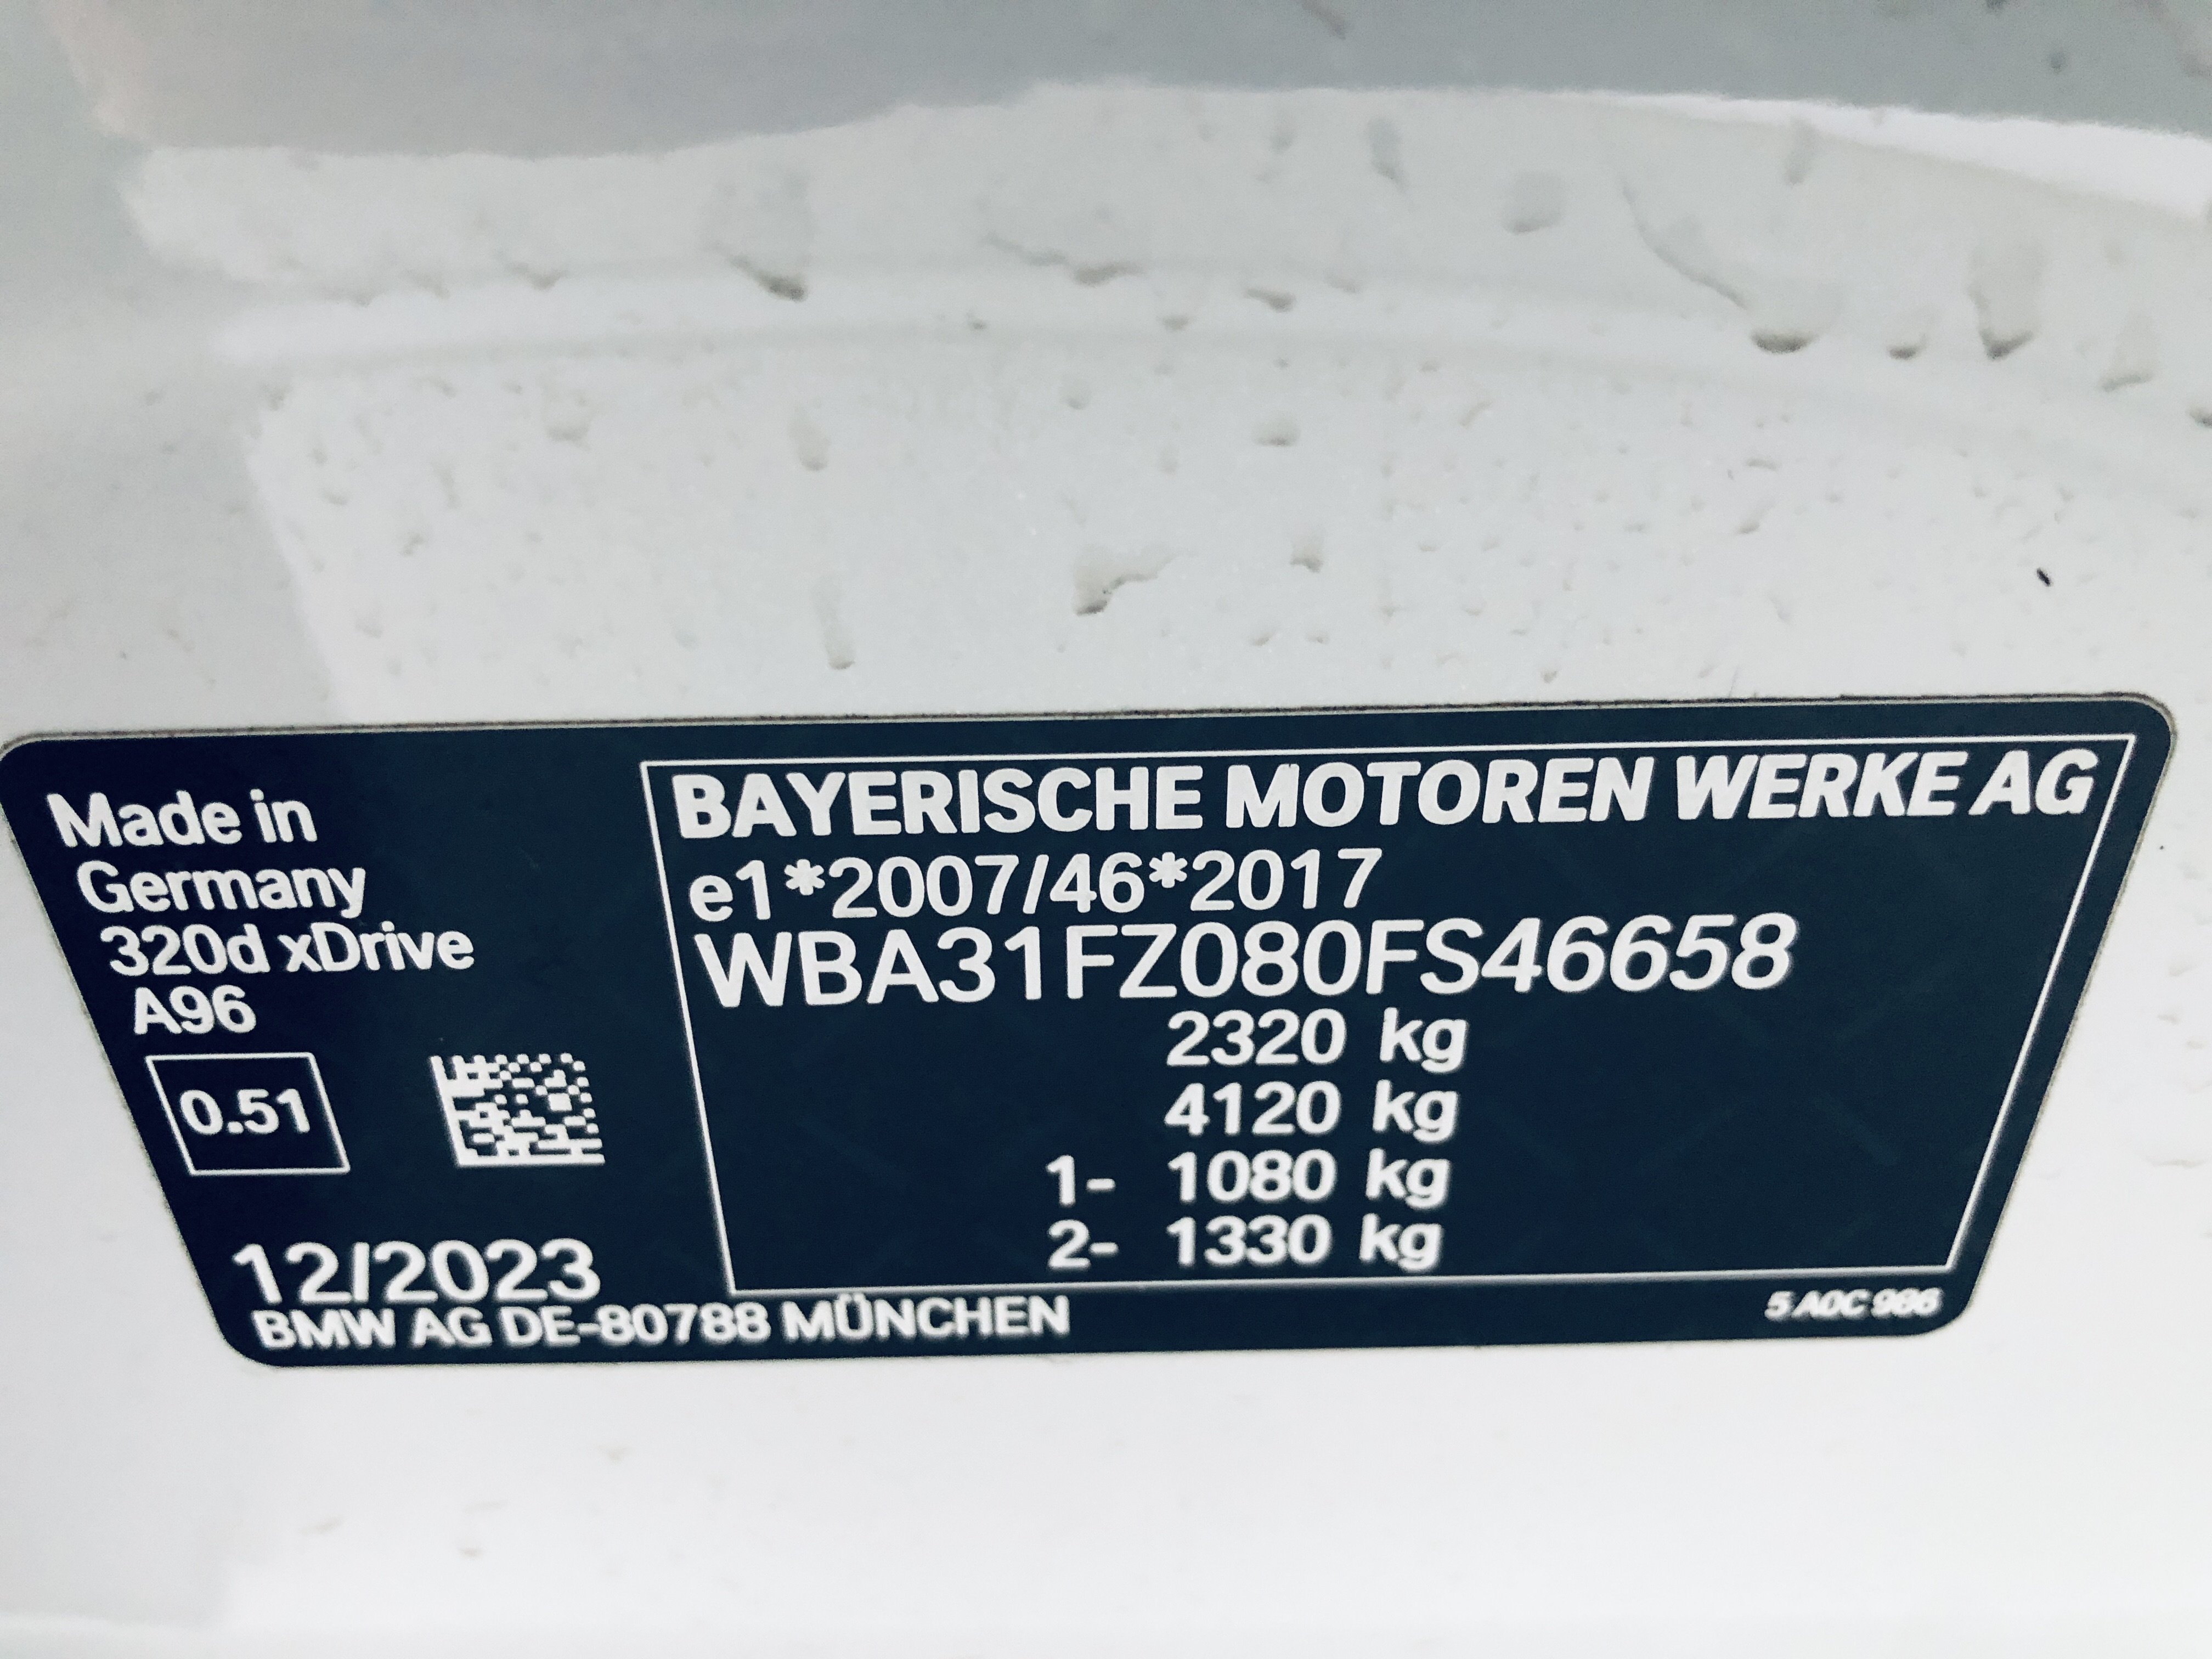 Made in
Germany
320d xDrive
A96
0.51
12/2023
BAYERISCHE MOTOREN WERKE AG
e1*2007/46*2017
WBA31FZ080FS46658
2320 kg
4120 kg
1- 1080 kg
2- 1330 kg
BMW AG DE-80788 MÜNCHEN
5 A0C 986